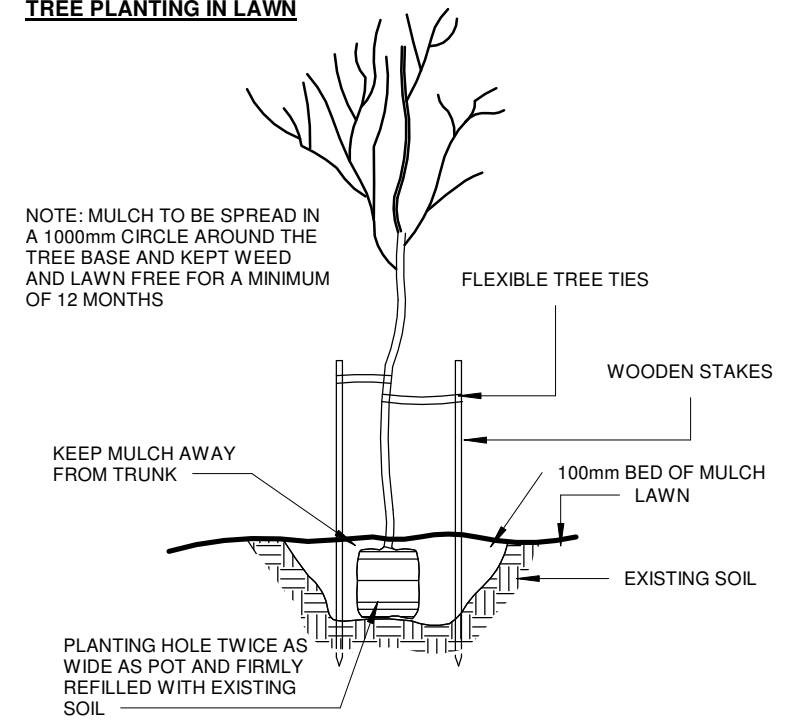 TREE PLANTING IN LAWN
NOTE: MULCH TO BE SPREAD IN
A 1000mm CIRCLE AROUND THE
TREE BASE AND KEPT WEED
AND LAWN FREE FOR A MINIMUM
OF 12 MONTHS
FLEXIBLE TREE TIES
WOODEN STAKES
KEEP MULCH AWAY
FROM TRUNK
100mm BED OF MULCH
LAWN
EXISTING SOIL
PLANTING HOLE TWICE AS
WIDE AS POT AND FIRMLY
REFILLED WITH EXISTING
SOIL